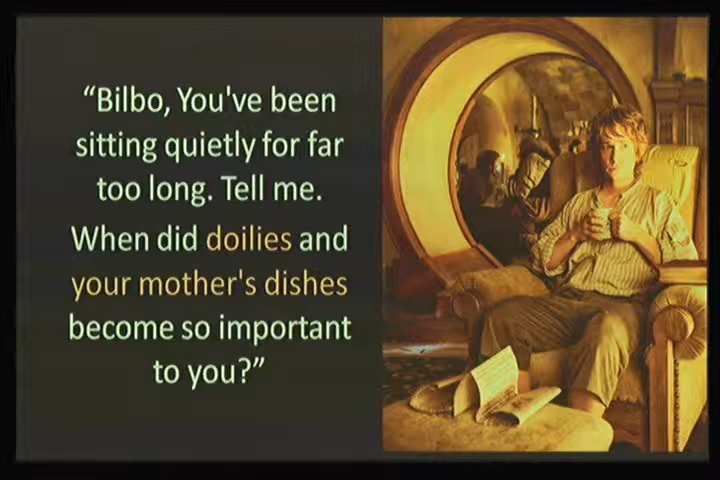 “Bilbo, You've been
sitting quietly for far
too long. Tell me.
When did doilies and
your mother's dishes
become so important
to you?”